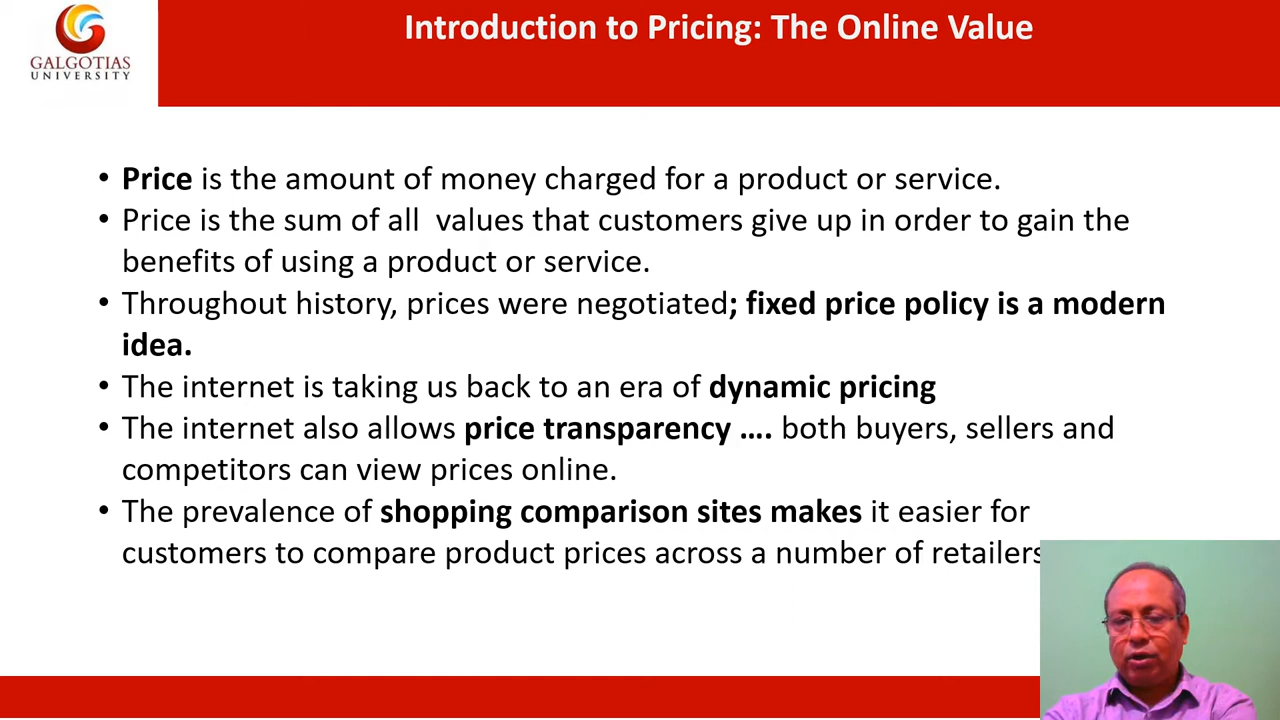 GALGOTIAS
UNIVERSITY
Introduction to Pricing: The Online Value
• Price is the amount of money charged for a product or service.
• Price is the sum of all  values that customers give up in order to gain the
benefits of using a product or service.
• Throughout history, prices were negotiated; fixed price policy is a modern
idea.
• The internet is taking us back to an era of dynamic pricing
• The internet also allows price transparency …. both buyers, sellers and
competitors can view prices online.
• The prevalence of shopping comparison sites makes it easier for
customers to compare product prices across a number of retailers